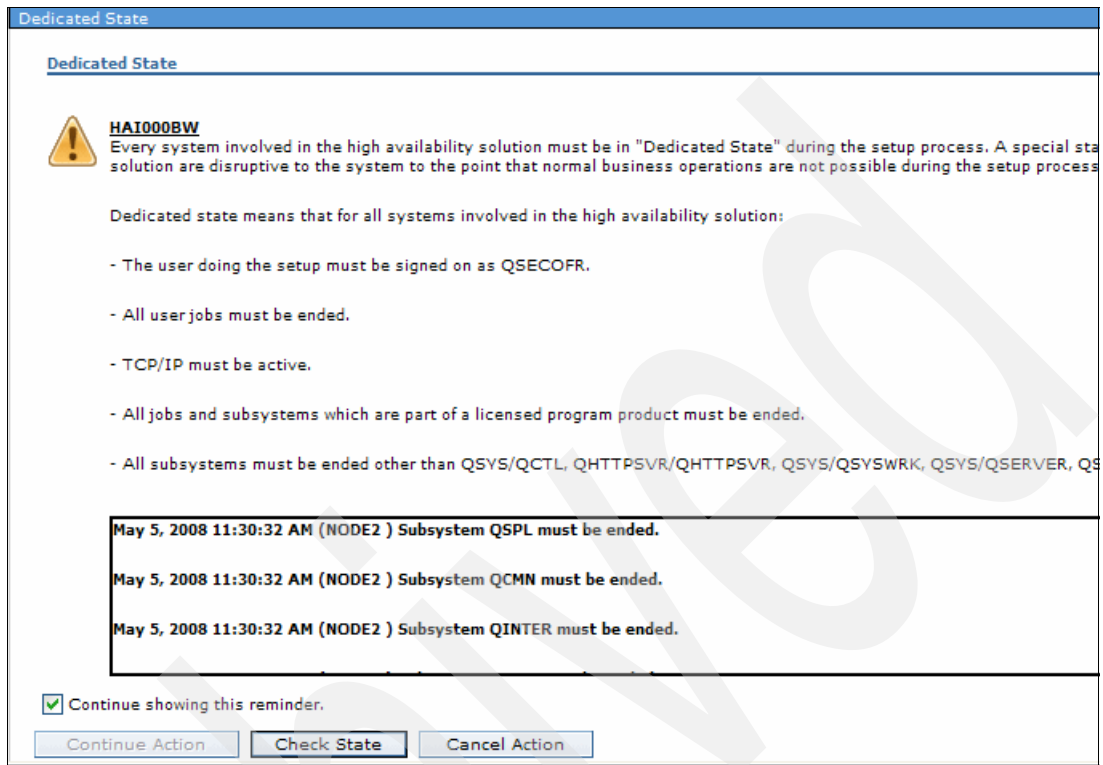 Dedicated State
Dedicated State
HAI000BW
Every system involved in the high availability solution must be in "Dedicated State" during the setup process. A special sta
solution are disruptive to the system to the point that normal business operations are not possible during the setup process
Dedicated state means that for all systems involved in the high availability solution:
- The user doing the setup must be signed on as QSECOFR.
- All user jobs must be ended.
- TCP/IP must be active.
- All jobs and subsystems which are part of a licensed program product must be ended.
- All subsystems must be ended other than QSYS/QCTL, QHTTPSVR/QHTTPSVR, QSYS/QSYSWRK, QSYS/QSERVER, QS
May 5, 2008 11:30:32 AM (NODE2 ) Subsystem QSPL must be ended.
May 5, 2008 11:30:32 AM (NODE2 ) Subsystem QCMN must be ended.
May 5, 2008 11:30:32 AM (NODE2 ) Subsystem QINTER must be ended.
Continue showing this reminder.
Continue Action Check State Cancel Action